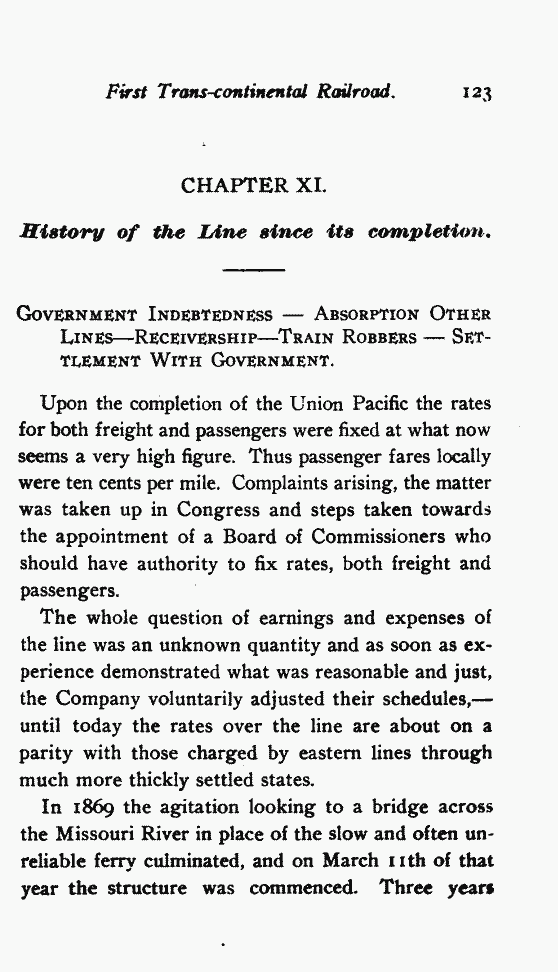 First Trans-continental Railroad. 123
CHAPTER XI.
History of the Line since its completion.
GOVERNMENT INDEBTEDNESS — ABSORPTION OTHER
LINES—RECEIVERSHIP—TRAIN ROBBERS — SET-
TLEMENT WITH GOVERNMENT.
Upon the completion of the Union Pacific the rates
for both freight and passengers were fixed at what now
seems a very high figure. Thus passenger fares locally
were ten cents per mile. Complaints arising, the matter
was taken up in Congress and steps taken towards
the appointment of a Board of Commissioners who
should have authority to fix rates, both freight and
passengers.
The whole question of earnings and expenses of
the line was an unknown quantity and as soon as ex-
perience demonstrated what was reasonable and just,
the Company voluntarily adjusted their schedules,—
until today the rates over the line are about on a
parity with those charged by eastern lines through
much more thickly settled states.
In 1869 the agitation looking to a bridge across
the Missouri River in place of the slow and often un-
reliable ferry culminated, and on March 11th of that
year the structure was commenced. Three years